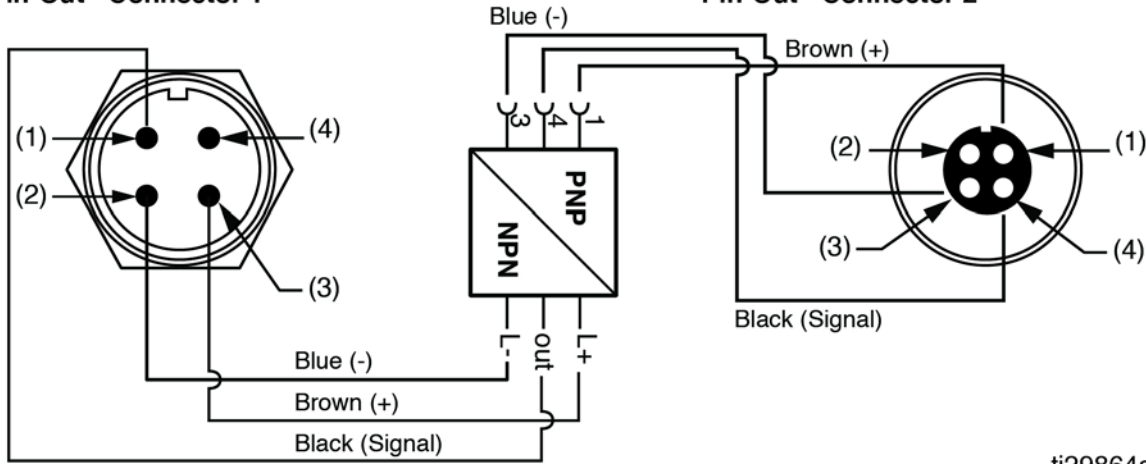 Blue (-)
Brown (+)
(1)
(4)
(2)
(3)
3
4
1
PNP
NPN
(2)
(1)
(3)
(4)
Black (Signal)
L-
out
L+
Blue (-)
Brown (+)
Black (Signal)